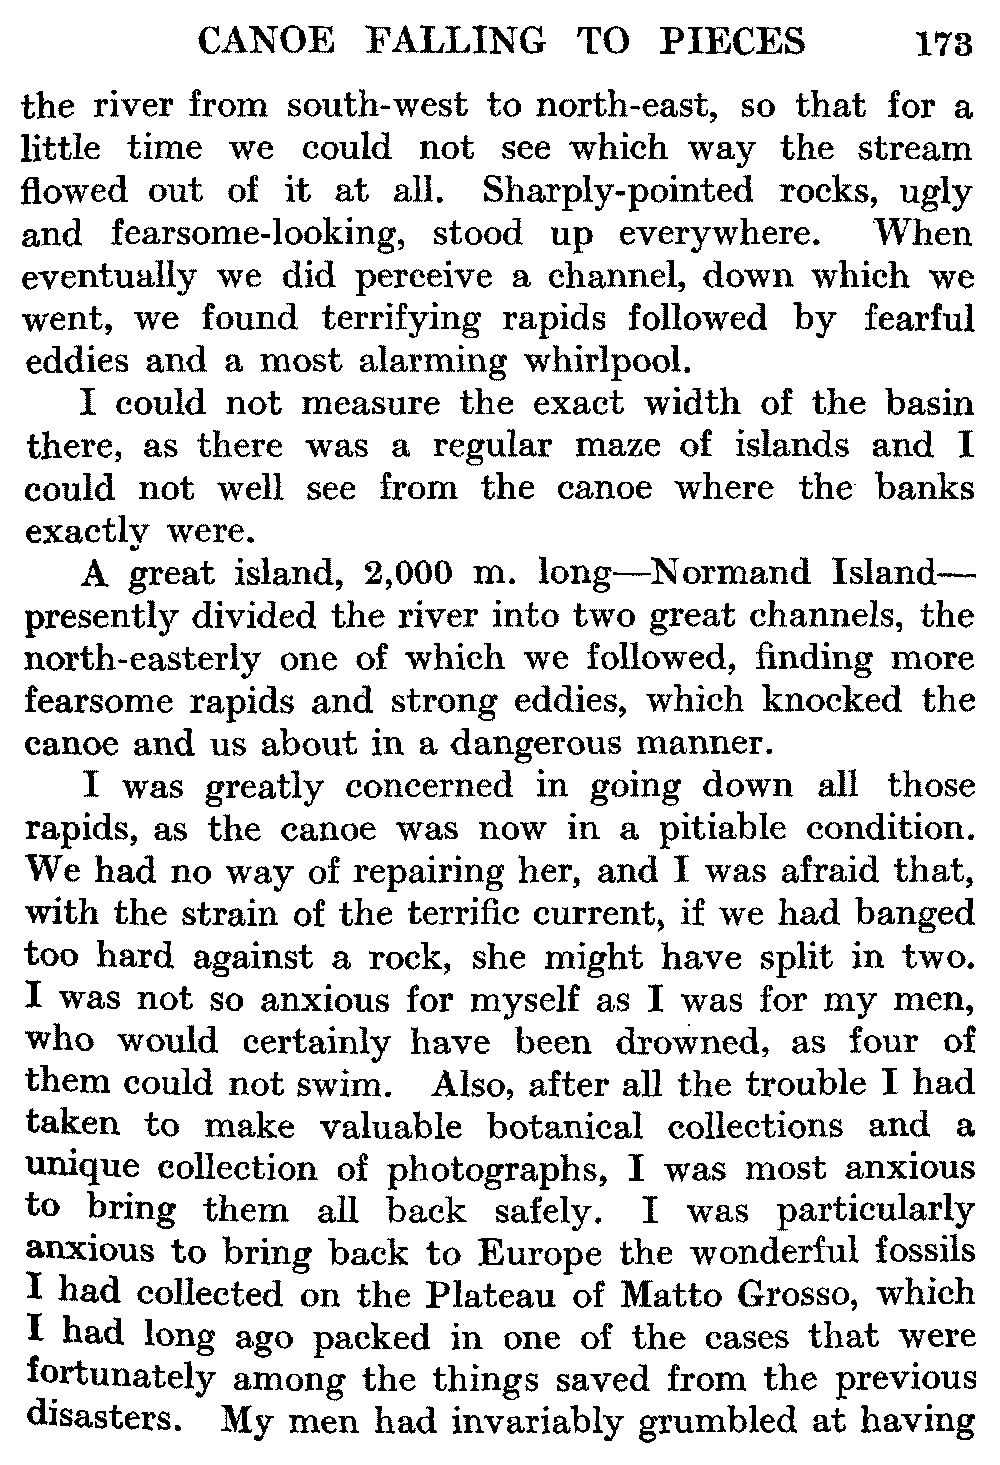 CANOE FALLING TO PIECES 173
the river from south-west to north-east, so that for a
little time we could not see which way the stream
flowed out of it at all. Sharply-pointed rocks, ugly
and fearsome-looking, stood up everywhere. When
eventually we did perceive a channel, down which we
went, we found terrifying rapids followed by fearful
eddies and a most alarming whirlpool.
I could not measure the exact width of the basin
there, as there was a regular maze of islands and I
could not well see from the canoe where the banks
exactly were.
A great island, 2,000 m. long—Normand Island—
presently divided the river into two great channels, the
north-easterly one of which we followed, finding more
fearsome rapids and strong eddies, which knocked the
canoe and us about in a dangerous manner.
I was greatly concerned in going down all those
rapids, as the canoe was now in a pitiable condition.
We had no way of repairing her, and I was afraid that,
with the strain of the terrific current, if we had banged
too hard against a rock, she might have split in two.
I was not so anxious for myself as I was for my men,
who would certainly have been drowned, as four of
them could not swim. Also, after all the trouble I had
taken to make valuable botanical collections and a
unique collection of photographs, I was most anxious
to bring them all back safely. I was particularly
anxious to bring back to Europe the wonderful fossils
I had collected on the Plateau of Matto Grosso, which
I had long ago packed in one of the cases that were
fortunately among the things saved from the previous
disasters. My men had invariably grumbled at having